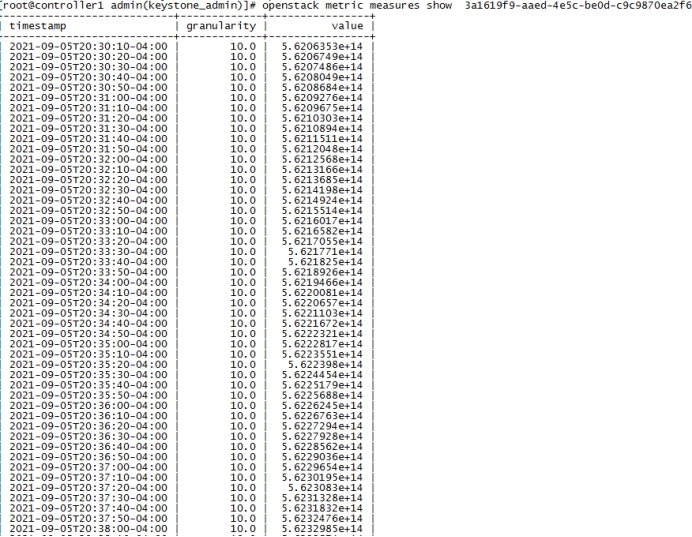 [root@controller1 admin(keystone_admin)]# openstack metric measures show  3a1619f9-aaed-4e5c-be0d-c9c9870ea2f6
| timestamp | granularity | value |
| 2021-09-05T20:30:10-04:00 | 10.0 | 5.6206353e+14 |
| 2021-09-05T20:30:20-04:00 | 10.0 | 5.6206749e+14 |
| 2021-09-05T20:30:30-04:00 | 10.0 | 5.6207486e+14 |
| 2021-09-05T20:30:40-04:00 | 10.0 | 5.6208049e+14 |
| 2021-09-05T20:30:50-04:00 | 10.0 | 5.6208684e+14 |
| 2021-09-05T20:31:00-04:00 | 10.0 | 5.6209276e+14 |
| 2021-09-05T20:31:10-04:00 | 10.0 | 5.6209675e+14 |
| 2021-09-05T20:31:20-04:00 | 10.0 | 5.6210303e+14 |
| 2021-09-05T20:31:30-04:00 | 10.0 | 5.6210894e+14 |
| 2021-09-05T20:31:40-04:00 | 10.0 | 5.6211511e+14 |
| 2021-09-05T20:31:50-04:00 | 10.0 | 5.6212048e+14 |
| 2021-09-05T20:32:00-04:00 | 10.0 | 5.6212568e+14 |
| 2021-09-05T20:32:10-04:00 | 10.0 | 5.6213166e+14 |
| 2021-09-05T20:32:20-04:00 | 10.0 | 5.6213685e+14 |
| 2021-09-05T20:32:30-04:00 | 10.0 | 5.6214198e+14 |
| 2021-09-05T20:32:40-04:00 | 10.0 | 5.6214924e+14 |
| 2021-09-05T20:32:50-04:00 | 10.0 | 5.6215514e+14 |
| 2021-09-05T20:33:00-04:00 | 10.0 | 5.6216017e+14 |
| 2021-09-05T20:33:10-04:00 | 10.0 | 5.6216582e+14 |
| 2021-09-05T20:33:20-04:00 | 10.0 | 5.6217055e+14 |
| 2021-09-05T20:33:30-04:00 | 10.0 | 5.621771e+14 |
| 2021-09-05T20:33:40-04:00 | 10.0 | 5.621825e+14 |
| 2021-09-05T20:33:50-04:00 | 10.0 | 5.6218926e+14 |
| 2021-09-05T20:34:00-04:00 | 10.0 | 5.6219466e+14 |
| 2021-09-05T20:34:10-04:00 | 10.0 | 5.6220081e+14 |
| 2021-09-05T20:34:20-04:00 | 10.0 | 5.6220657e+14 |
| 2021-09-05T20:34:30-04:00 | 10.0 | 5.6221103e+14 |
| 2021-09-05T20:34:40-04:00 | 10.0 | 5.6221672e+14 |
| 2021-09-05T20:34:50-04:00 | 10.0 | 5.6222321e+14 |
| 2021-09-05T20:35:00-04:00 | 10.0 | 5.6222817e+14 |
| 2021-09-05T20:35:10-04:00 | 10.0 | 5.6223551e+14 |
| 2021-09-05T20:35:20-04:00 | 10.0 | 5.622398e+14 |
| 2021-09-05T20:35:30-04:00 | 10.0 | 5.6224454e+14 |
| 2021-09-05T20:35:40-04:00 | 10.0 | 5.6225179e+14 |
| 2021-09-05T20:35:50-04:00 | 10.0 | 5.6225688e+14 |
| 2021-09-05T20:36:00-04:00 | 10.0 | 5.6226245e+14 |
| 2021-09-05T20:36:10-04:00 | 10.0 | 5.6226763e+14 |
| 2021-09-05T20:36:20-04:00 | 10.0 | 5.6227294e+14 |
| 2021-09-05T20:36:30-04:00 | 10.0 | 5.6227928e+14 |
| 2021-09-05T20:36:40-04:00 | 10.0 | 5.6228562e+14 |
| 2021-09-05T20:36:50-04:00 | 10.0 | 5.6229036e+14 |
| 2021-09-05T20:37:00-04:00 | 10.0 | 5.6229654e+14 |
| 2021-09-05T20:37:10-04:00 | 10.0 | 5.6230195e+14 |
| 2021-09-05T20:37:20-04:00 | 10.0 | 5.623083e+14 |
| 2021-09-05T20:37:30-04:00 | 10.0 | 5.6231328e+14 |
| 2021-09-05T20:37:40-04:00 | 10.0 | 5.6231832e+14 |
| 2021-09-05T20:37:50-04:00 | 10.0 | 5.6232476e+14 |
| 2021-09-05T20:38:00-04:00 | 10.0 | 5.6232985e+14 |